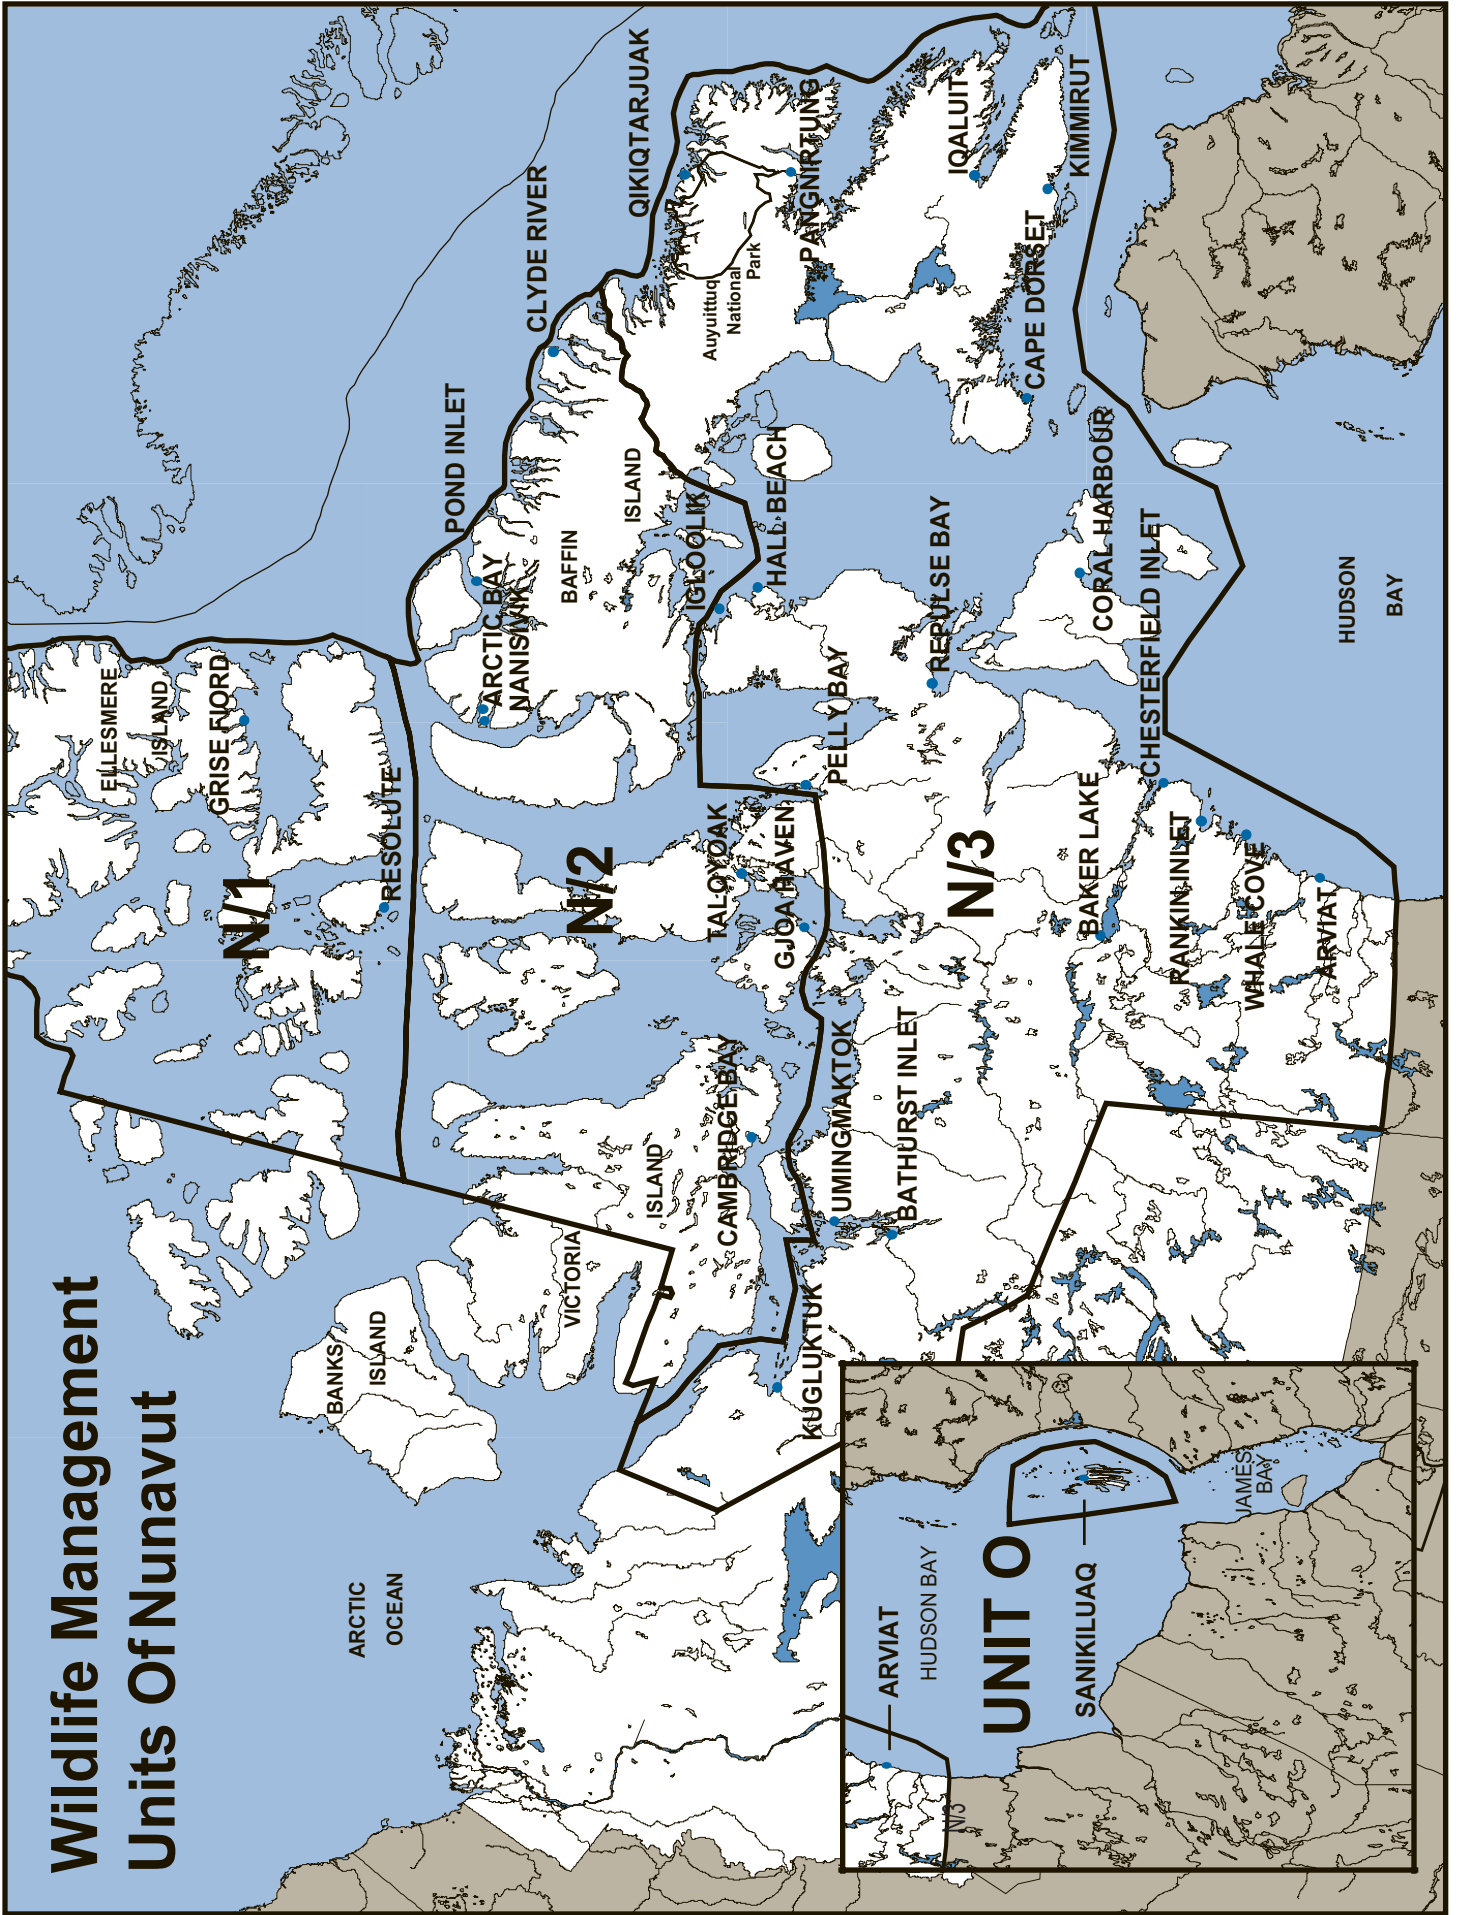 Wildlife Management
Units Of Nunavut
ARCTIC
OCEAN
BANKS
ISLAND
VICTORIA
ISLAND
ELLESMERE
ISLAND
GRISE FIORD
N/1
RESOLUTE
N/2
POND INLET
CLYDE RIVER
QIKIQTARJUAK
ARCTIC BAY
NANISIVIK
BAFFIN
ISLAND
Auyuittuq
National
Park
PANGNIRTUNG
IQALUIT
KIMMIRUT
CAPE DORSET
IGLOOLIK
HALL BEACH
TALOYOAK
GJOA HAVEN
PELLY BAY
REPULSE BAY
CORAL HARBOUR
CHESTERFIELD INLET
CAMBRIDGE BAY
KUGLUKTUK
UMINGMAKTOK
BATHURST INLET
N/3
BAKER LAKE
RANKIN INLET
WHALE COVE
ARVIAT
HUDSON
BAY
ARVIAT
HUDSON BAY
UNIT O
SANIKILUAQ
JAMES
BAY
N/3